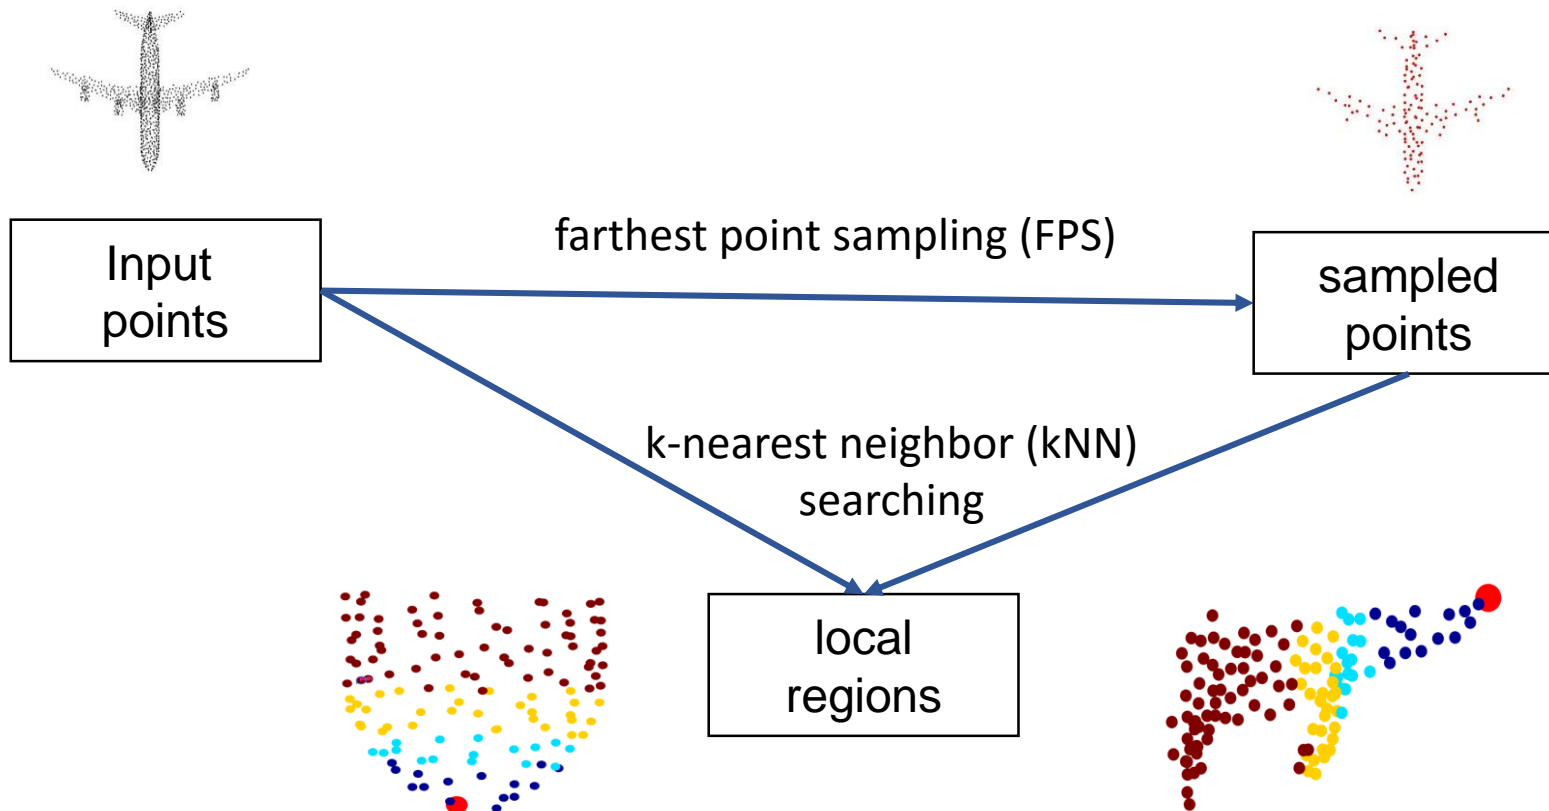 Input
points
farthest point sampling (FPS)
sampled
points
k-nearest neighbor (kNN)
searching
local
regions